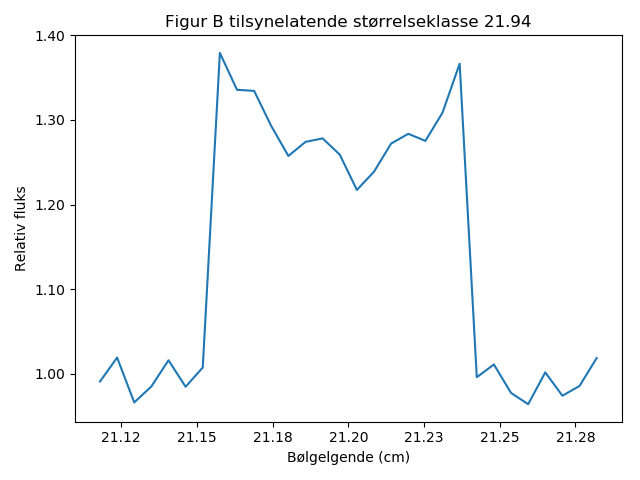 Figur B tilsynelatende størrelseklasse 21.94
1.40
1.30
1.20
1.10
1.00
Relativ fluks
21.12 21.15 21.18 21.20 21.23 21.25 21.28
Bølgelgende (cm)